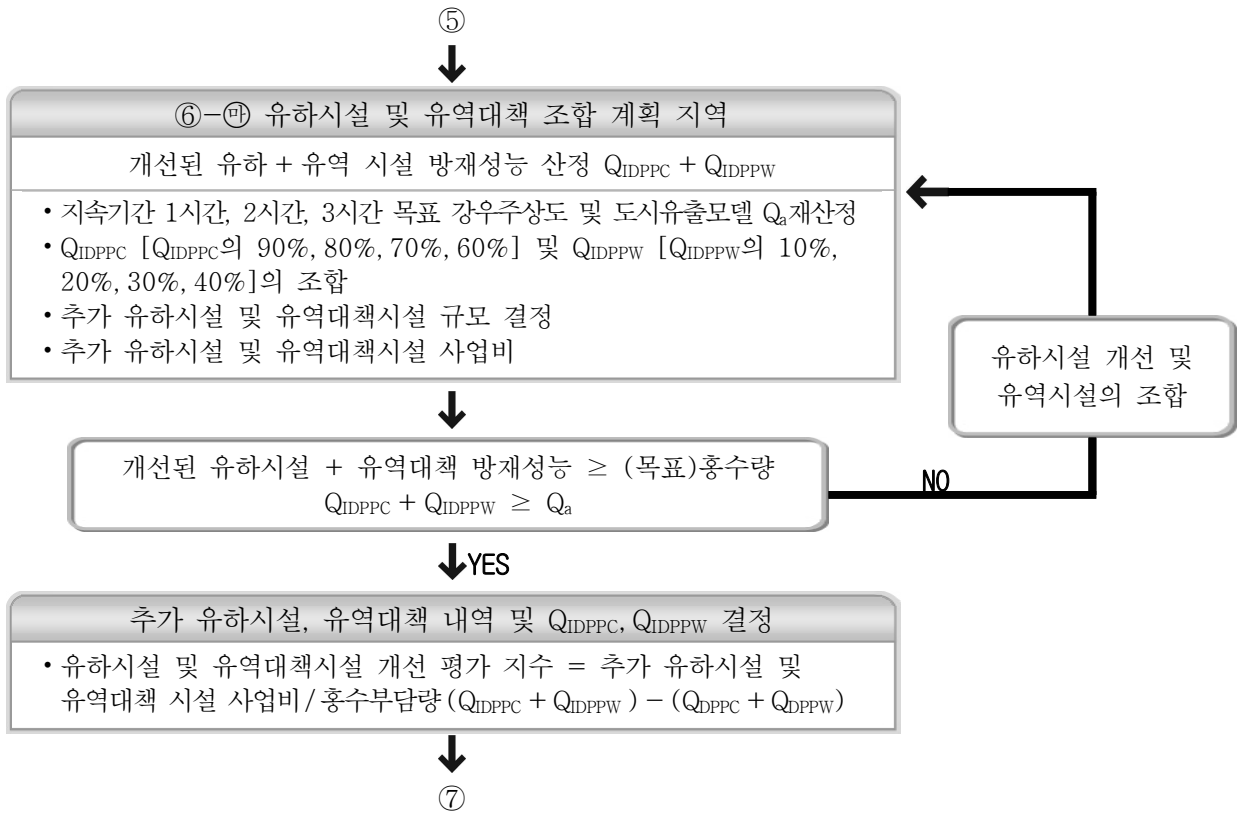 ⑤
⑥-㉲ 유하시설 및 유역대책 조합 계획 지역
개선된 유하 + 유역 시설 방재성능 산정 QIDPPC + QIDPPW
• 지속기간 1시간, 2시간, 3시간 목표 강우주상도 및 도시유출모델 Qa재산정
• QIDPPC [QIDPPC의 90%, 80%, 70%, 60%] 및 QIDPPW [QIDPPW의 10%,
20%, 30%, 40%]의 조합
• 추가 유하시설 및 유역대책시설 규모 결정
• 추가 유하시설 및 유역대책시설 사업비
유하시설 개선 및
유역시설의 조합
개선된 유하시설 + 유역대책 방재성능 ≥ (목표)홍수량
QIDPPC + QIDPPW ≥ Qa
NO
YES
추가 유하시설, 유역대책 내역 및 QIDPPC, QIDPPW 결정
• 유하시설 및 유역대책시설 개선 평가 지수 = 추가 유하시설 및
유역대책 시설 사업비/홍수부담량(QIDPPC + QIDPPW) - (QDPPC + QDPPW)
⑦